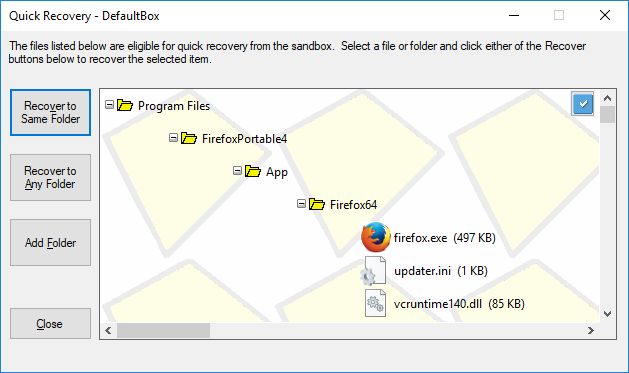 Quick Recovery - DefaultBox
The files listed below are eligible for quick recovery from the sandbox. Select a file or folder and click either of the Recover
buttons below to recover the selected item.
Recover to
Same Folder
Recover to
Any Folder
Add Folder
Close
Program Files
FirefoxPortable4
App
Firefox64
firefox.exe (497 KB)
updater.ini (1 KB)
vcruntime140.dll (85 KB)